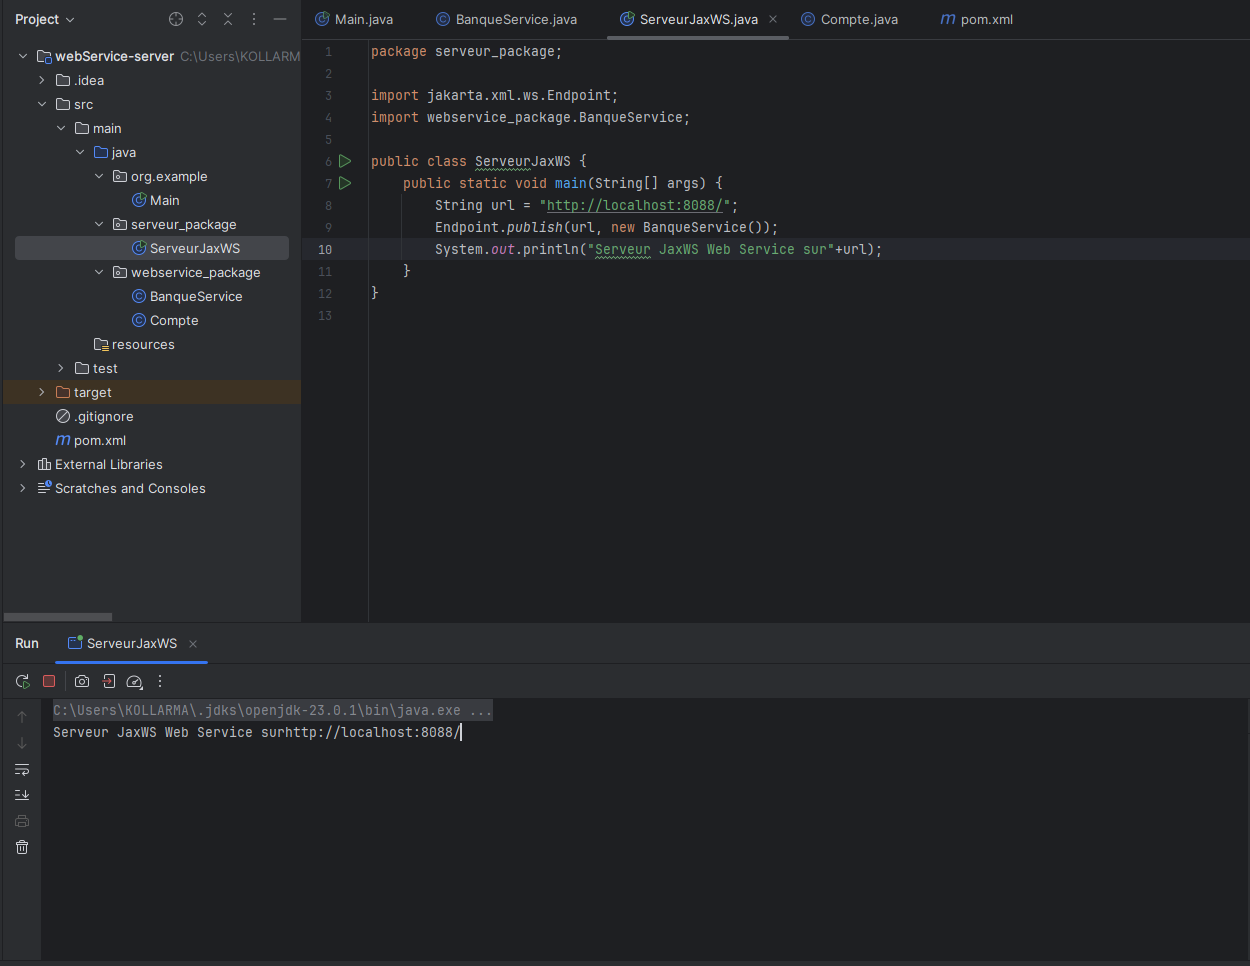 Project
Main.java BanqueService.java ServeurJaxWS.java Compte.java pom.xml
webService-server C:\Users\KOLLARM
.idea
src
main
java
org.example
Main
serveur_package
ServeurJaxWS
webservice_package
BanqueService
Compte
resources
test
target
.gitignore
pom.xml
External Libraries
Scratches and Consoles
1 package serveur_package;
2
3 import jakarta.xml.ws.Endpoint;
4 import webservice_package.BanqueService;
5
6 public class ServeurJaxWS {
7 public static void main(String[] args) {
8 String url = "http://localhost:8088/";
9 Endpoint.publish(url, new BanqueService());
10 System.out.println("Serveur JaxWS Web Service sur"+url);
11 }
12 }
13
Run ServeurJaxWS
C:\Users\KOLLARMA\.jdks\openjdk-23.0.1\bin\java.exe ...
Serveur JaxWS Web Service surhttp://localhost:8088/